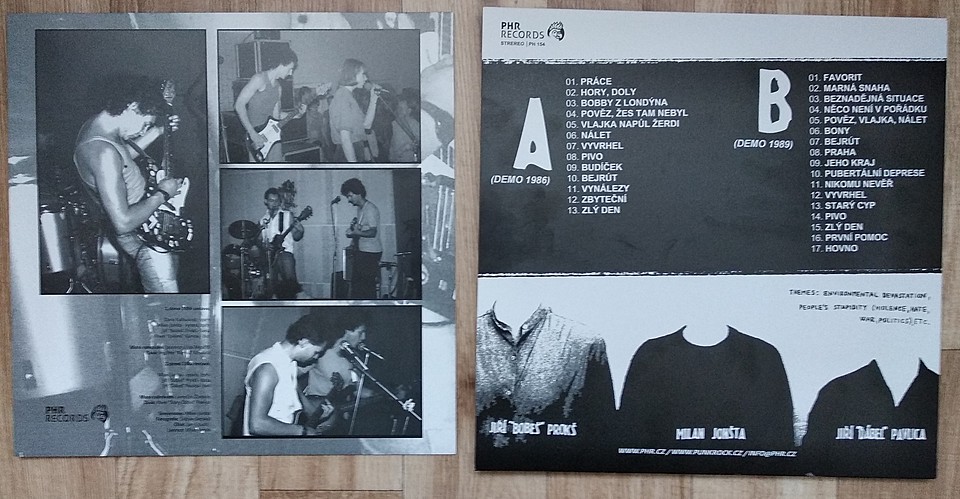 PHR
RECORDS
PHR
RECORDS
STREREO | PN 154
A
(DEMO 1986)
01. PRÁCE
02. HORY, DOLY
03. BOBBY Z LONDÝNA
04. POVĚZ, ŽES TAM NEBYL
05. VLAJKA NAPŮL ŽERDI
06. NÁLET
07. VYVRHEL
08. PIVO
09. BUDÍČEK
10. BEJRÚT
11. VYNÁLEZY
12. ZBYTEČNÍ
13. ZLÝ DEN
B
(DEMO 1989)
01. FAVORIT
02. MARNÁ SNAHA
03. BEZNADĚJNÁ SITUACE
04. NĚCO NENÍ V POŘÁDKU
05. POVĚZ, VLAJKA, NÁLET
06. BONY
07. BEJRÚT
08. PRAHA
09. JEHO KRAJ
10. PUBERTÁLNÍ DEPRESE
11. NIKOMU NEVĚŘ
12. VYVRHEL
13. STARÝ CYP
14. PIVO
15. ZLÝ DEN
16. PRVNÍ POMOC
17. HOVNO
THEMES: ENVIRONMENTAL DEVASTATION,
PEOPLE'S STUPIDITY (VIOLENCE, HATE,
WAR, POLITICS) ETC.
JIŘÍ "BOBEŠ" PROKŠ
MILAN JONŠTA
JIŘÍ "ĎÁBEL" PAVLICA
WWW.PHR.CZ / WWW.PUNKROCK.CZ / INFO@PHR.CZ